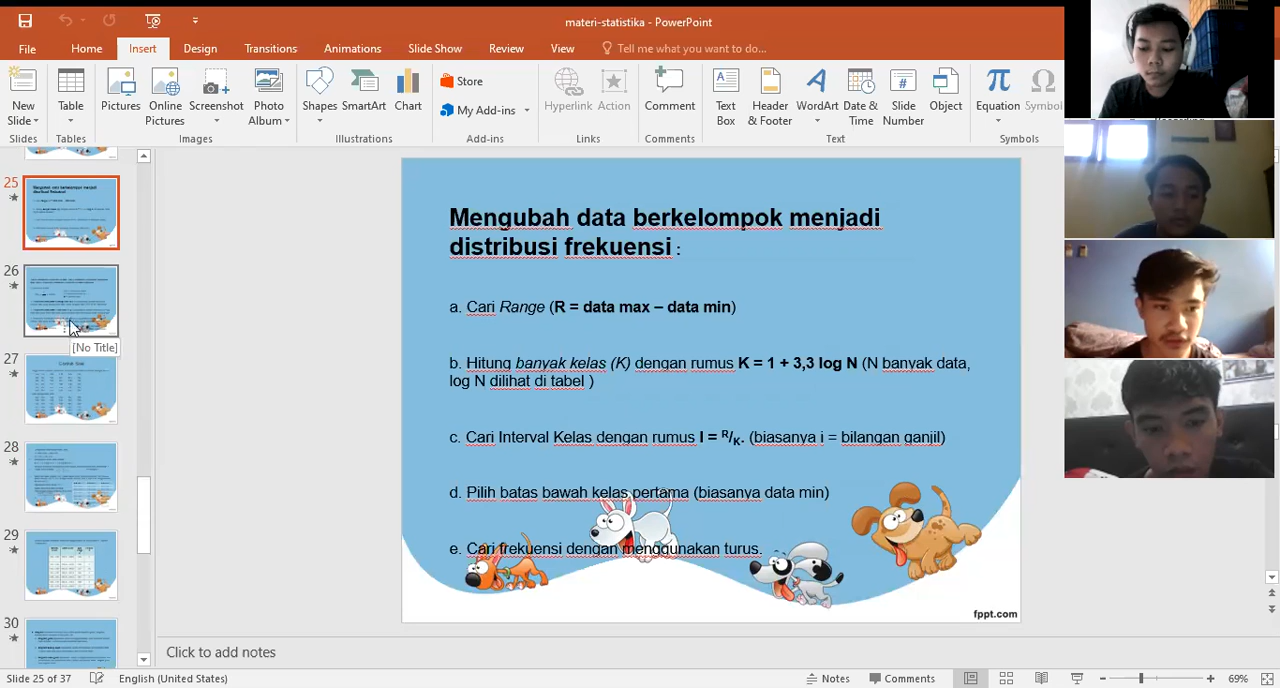 materi-statistika - PowerPoint
File Home Insert Design Transitions Animations Slide Show Review View Tell me what you want to do...
New Slide
Table
Pictures
Online Pictures
Screenshot
Photo Album
Shapes
SmartArt
Chart
Store
My Add-ins
Hyperlink
Action
Comment
Text Box
Header & Footer
WordArt
Date & Time
Slide Number
Object
Equation
Symbol
Slides Tables Images Illustrations Add-ins Links Comments Text Symbols
25
26
[No Title]
27
28
29
30
Mengubah data berkelompok menjadi
distribusi frekuensi :
a. Cari Range (R = data max – data min)
b. Hitung banyak kelas (K) dengan rumus K = 1 + 3,3 log N (N banyak data,
log N dilihat di tabel )
c. Cari Interval Kelas dengan rumus I = R/K. (biasanya i = bilangan ganjil)
d. Pilih batas bawah kelas pertama (biasanya data min)
e. Cari frekuensi dengan menggunakan turus.
fppt.com
Click to add notes
Slide 25 of 37 English (United States) Notes Comments 69%